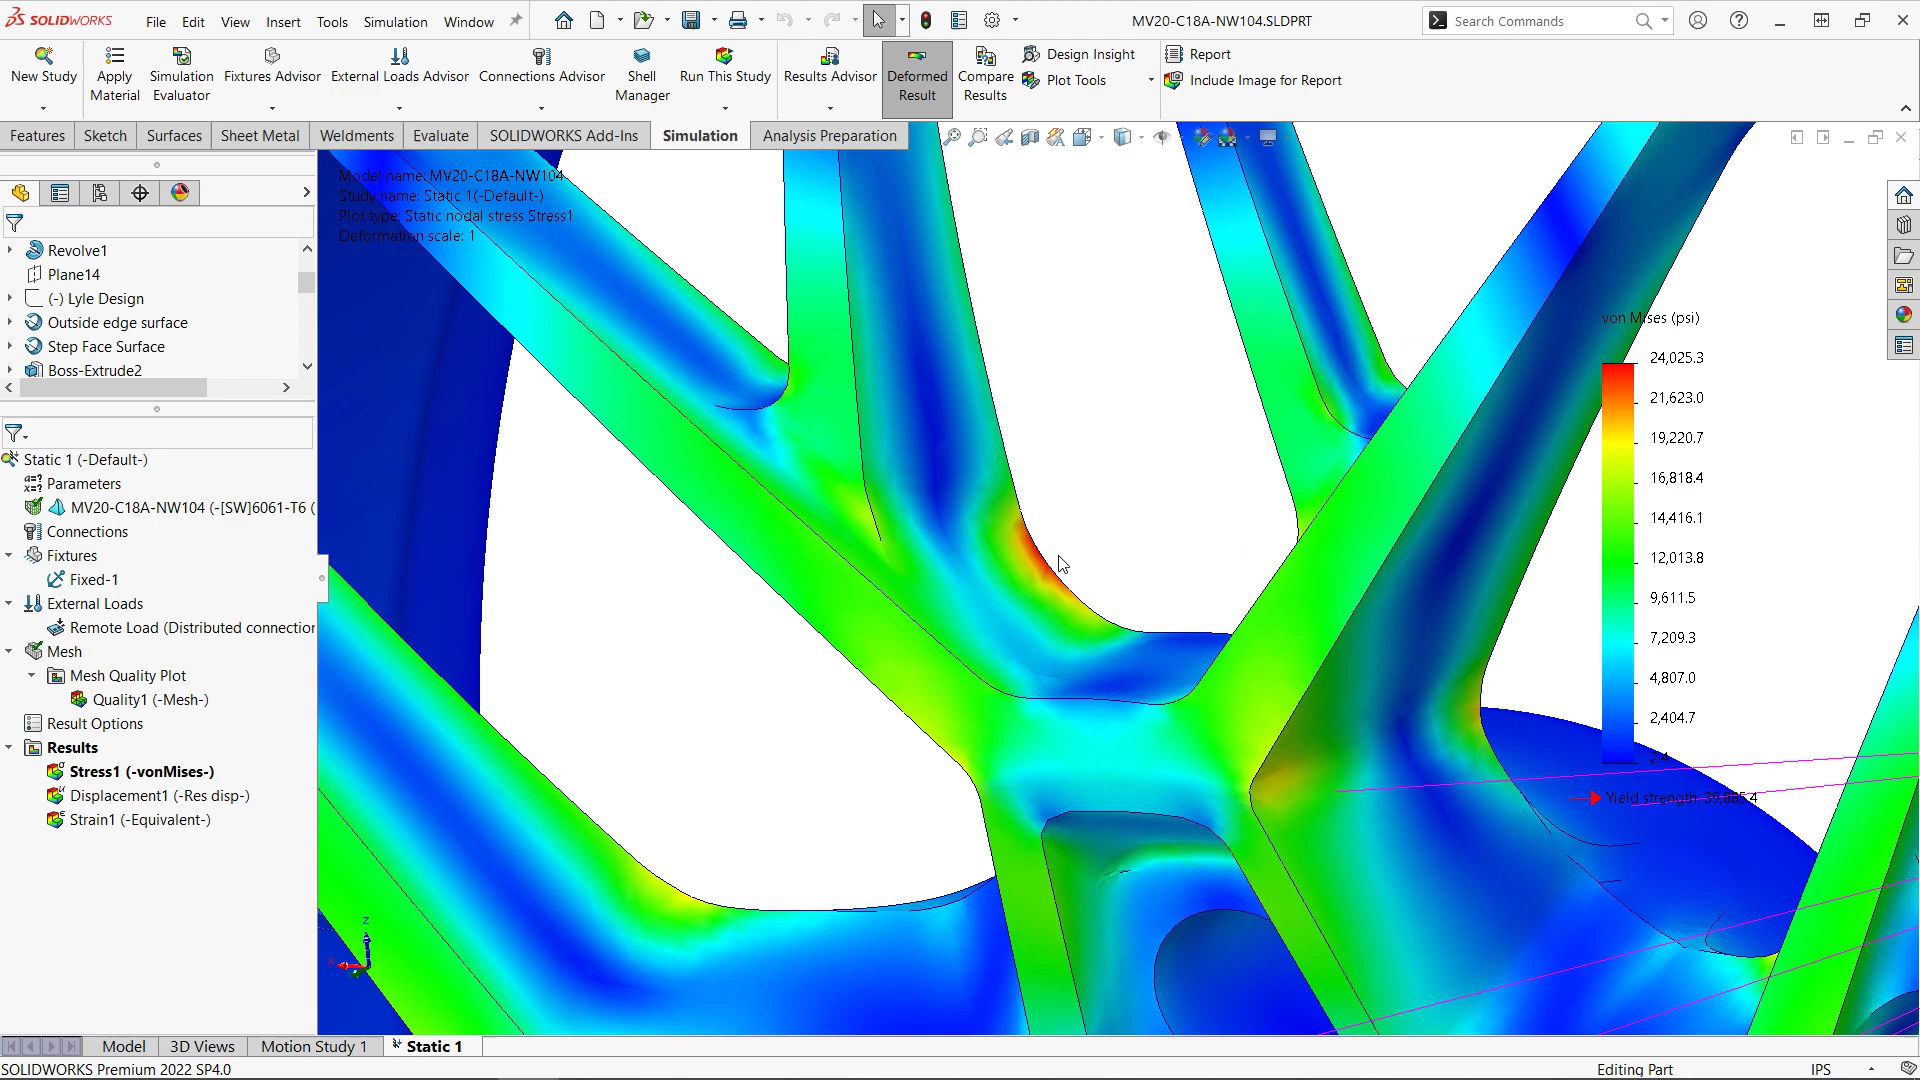 SOLIDWORKS File Edit View Insert Tools Simulation Window MV20-C18A-NW104.SLDPRT Search Commands
New Study Apply Material Simulation Evaluator Fixtures Advisor External Loads Advisor Connections Advisor Shell Manager Run This Study Results Advisor Deformed Result Compare Results Design Insight Plot Tools Report Include Image for Report
Features Sketch Surfaces Sheet Metal Weldments Evaluate SOLIDWORKS Add-Ins Simulation Analysis Preparation
Revolve1
Plane14
(-) Lyle Design
Outside edge surface
Step Face Surface
Boss-Extrude2
Static 1 (-Default-)
Parameters
MV20-C18A-NW104 (-[SW]6061-T6 (
Connections
Fixtures
Fixed-1
External Loads
Remote Load (Distributed connection
Mesh
Mesh Quality Plot
Quality1 (-Mesh-)
Result Options
Results
Stress1 (-vonMises-)
Displacement1 (-Res disp-)
Strain1 (-Equivalent-)
Model name: MV20-C18A-NW104
Study name: Static 1(-Default-)
Plot type: Static nodal stress Stress1
Deformation scale: 1
von Mises (psi)
24,025.3
21,623.0
19,220.7
16,818.4
14,416.1
12,013.8
9,611.5
7,209.3
4,807.0
2,404.7
2.4
Yield strength: 39,885.4
z
x
Model 3D Views Motion Study 1 Static 1
SOLIDWORKS Premium 2022 SP4.0 Editing Part IPS